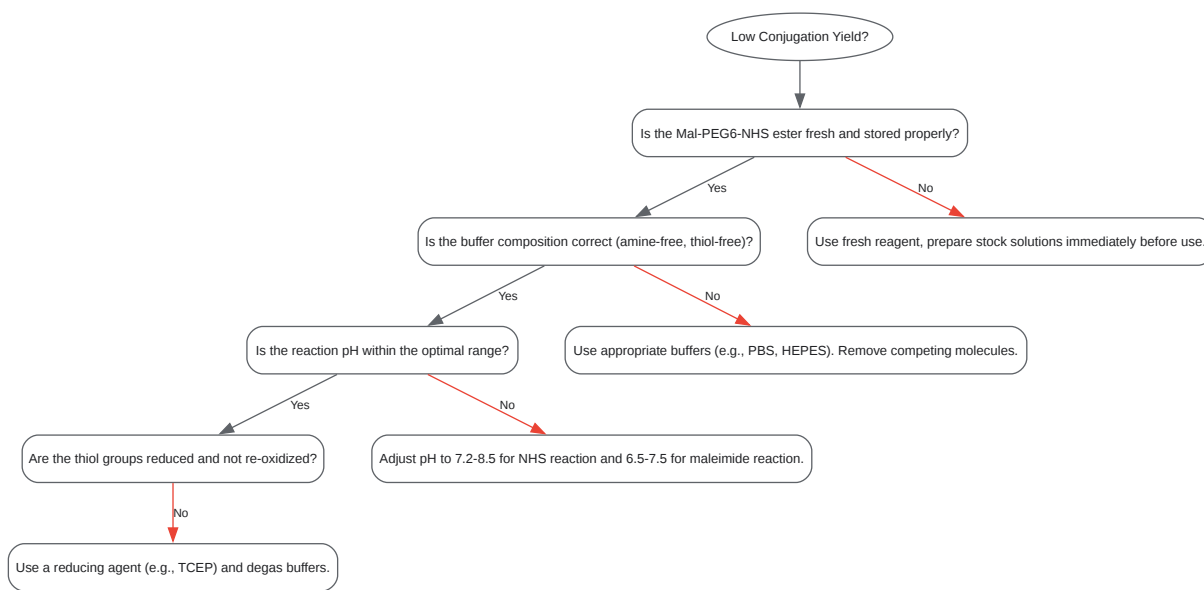 Low Conjugation Yield?
Is the Mal-PEG6-NHS ester fresh and stored properly?
Yes
No
Is the buffer composition correct (amine-free, thiol-free)?
Use fresh reagent, prepare stock solutions immediately before use.
Yes
No
Is the reaction pH within the optimal range?
Use appropriate buffers (e.g., PBS, HEPES). Remove competing molecules.
Yes
No
Are the thiol groups reduced and not re-oxidized?
Adjust pH to 7.2-8.5 for NHS reaction and 6.5-7.5 for maleimide reaction.
No
Use a reducing agent (e.g., TCEP) and degas buffers.